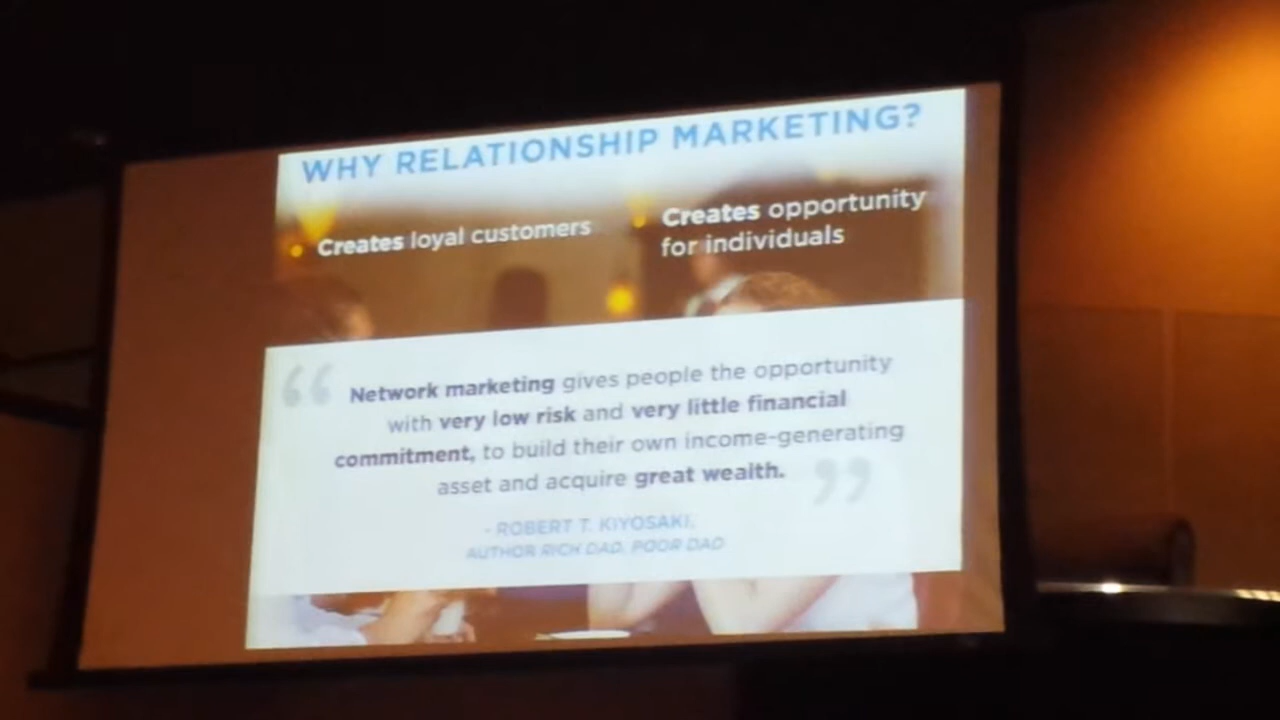 WHY RELATIONSHIP MARKETING?
Creates loyal customers
Creates opportunity
for individuals
“ Network marketing gives people the opportunity
with very low risk and very little financial
commitment, to build their own income-generating
asset and acquire great wealth. ”
- ROBERT T. KIYOSAKI,
AUTHOR RICH DAD, POOR DAD